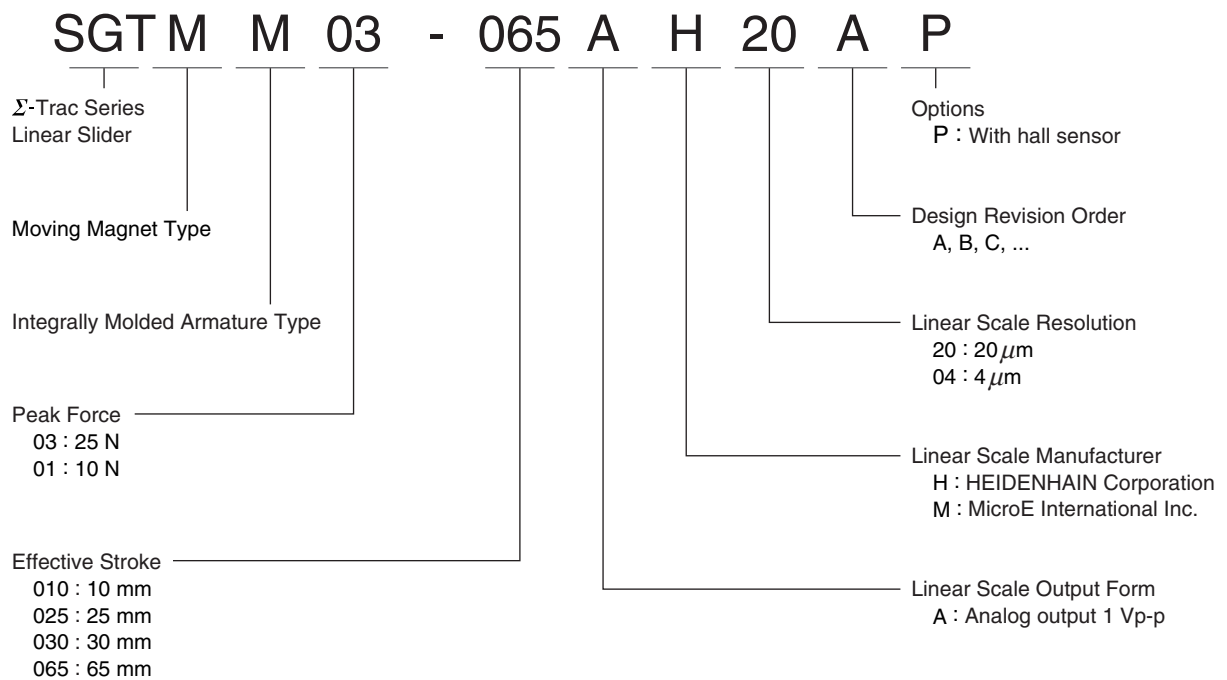 SGT M M 03 - 065 A H 20 A P
Σ-Trac Series
Linear Slider
Moving Magnet Type
Integrally Molded Armature Type
Peak Force
03 : 25 N
01 : 10 N
Effective Stroke
010 : 10 mm
025 : 25 mm
030 : 30 mm
065 : 65 mm
Options
P : With hall sensor
Design Revision Order
A, B, C, ...
Linear Scale Resolution
20 : 20 μm
04 : 4 μm
Linear Scale Manufacturer
H : HEIDENHAIN Corporation
M : MicroE International Inc.
Linear Scale Output Form
A : Analog output 1 Vp-p